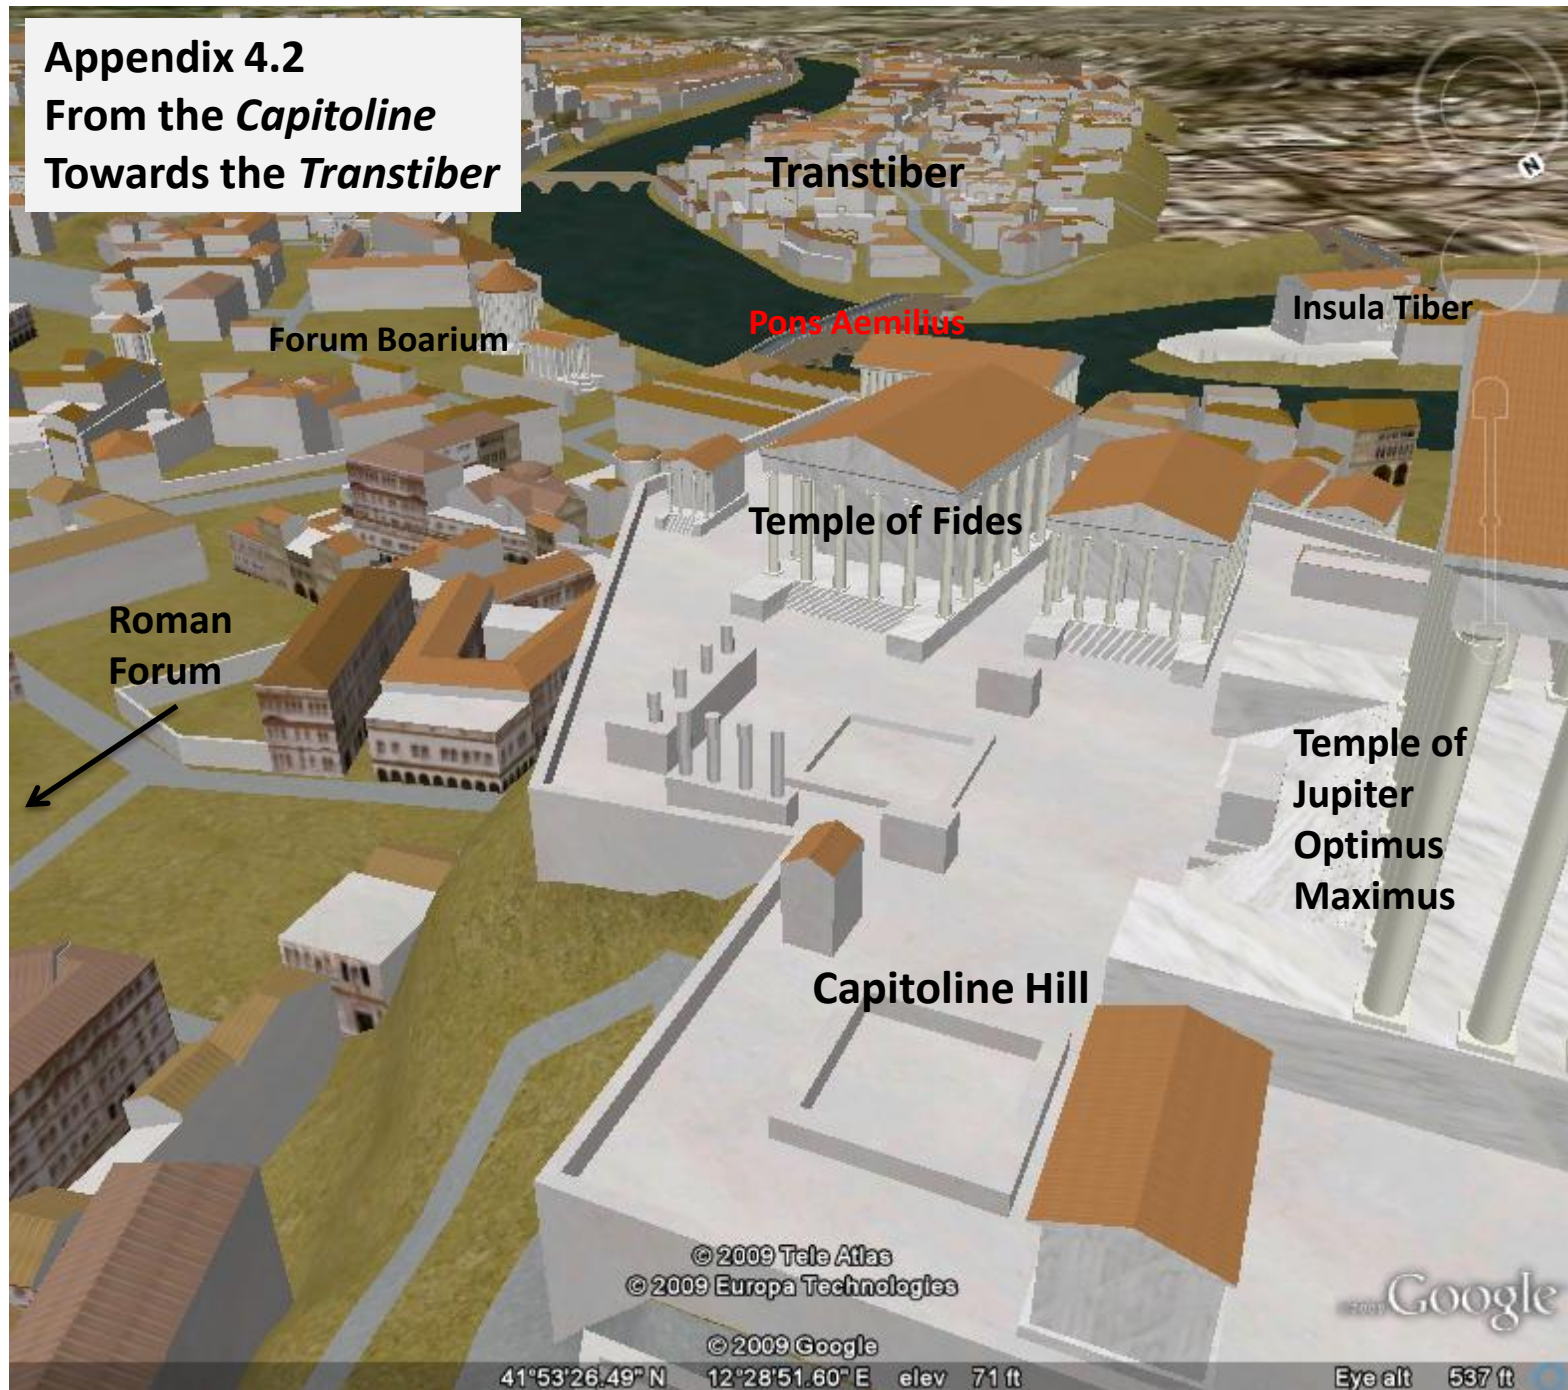 Appendix 4.2
From the Capitoline
Towards the Transtiber
N
Transtiber
Insula Tiber
Pons Aemilius
Forum Boarium
Temple of Fides
Roman
Forum
Temple of
Jupiter
Optimus
Maximus
Capitoline Hill
© 2009 Tele Atlas
© 2009 Europa Technologies
© 2009 Google
©2009 Google
41°53'26.49" N 12°28'51.60" E elev 71 ft Eye alt 537 ft